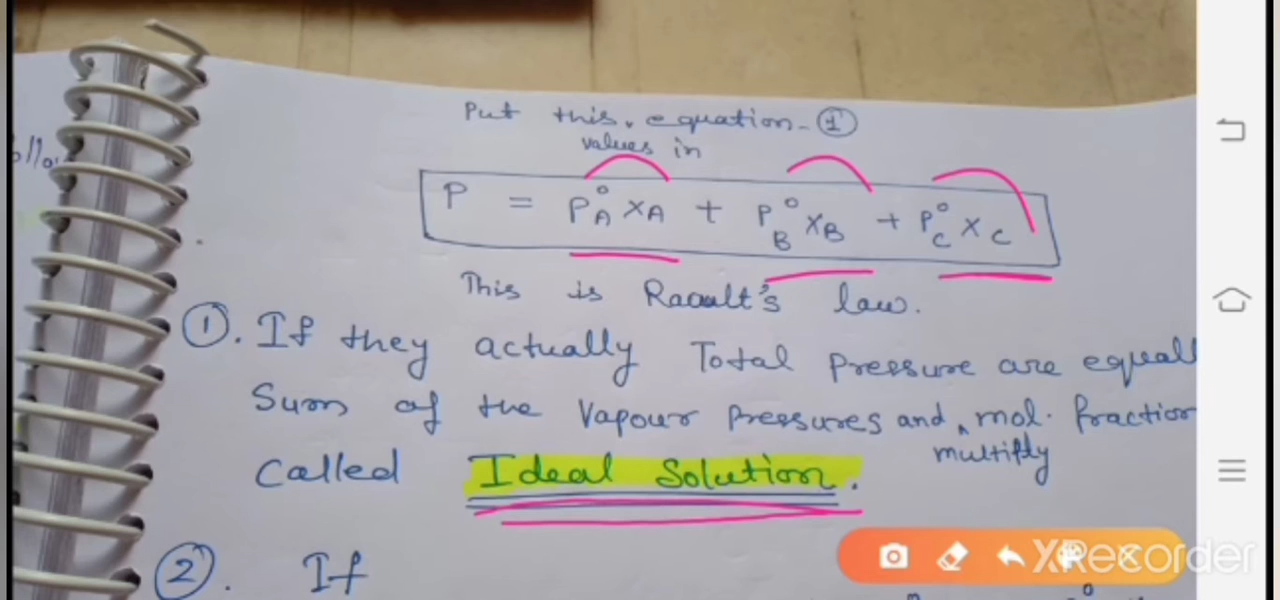 Put this, equation-①
values in
P = P°A XA + P°B XB + P°C XC
This is Raoult's law.
①. If they actually Total pressure are equall
Sum of the Vapour pressures and ^ mol. fraction
multifly
Called Ideal Solution.
②. If
XRecorder